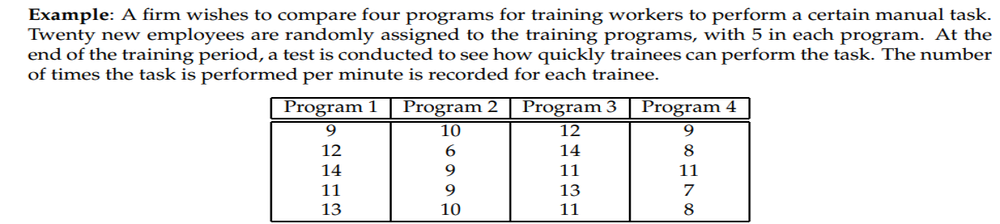 Example: A firm wishes to compare four programs for training workers to perform a certain manual task.
Twenty new employees are randomly assigned to the training programs, with 5 in each program. At the
end of the training period, a test is conducted to see how quickly trainees can perform the task. The number
of times the task is performed per minute is recorded for each trainee.
Program 1 Program 2 Program 3 Program 4
9 10 12 9
12 6 14 8
14 9 11 11
11 9 13 7
13 10 11 8